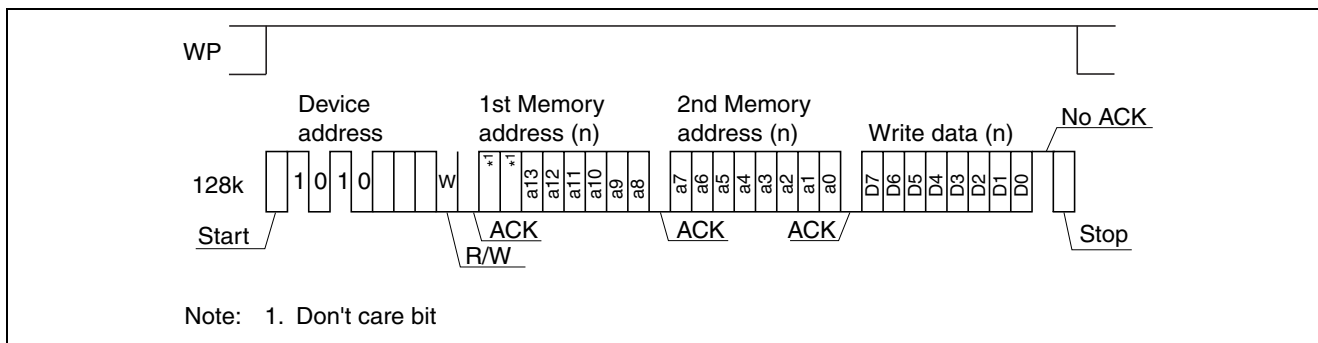 WP
Device address
1st Memory address (n)
2nd Memory address (n)
Write data (n)
No ACK
128k
1 0 1 0
W
*1 *1 a13 a12 a11 a10 a9 a8
a7 a6 a5 a4 a3 a2 a1 a0
D7 D6 D5 D4 D3 D2 D1 D0
Start
ACK
R/W
ACK
ACK
Stop
Note: 1. Don't care bit